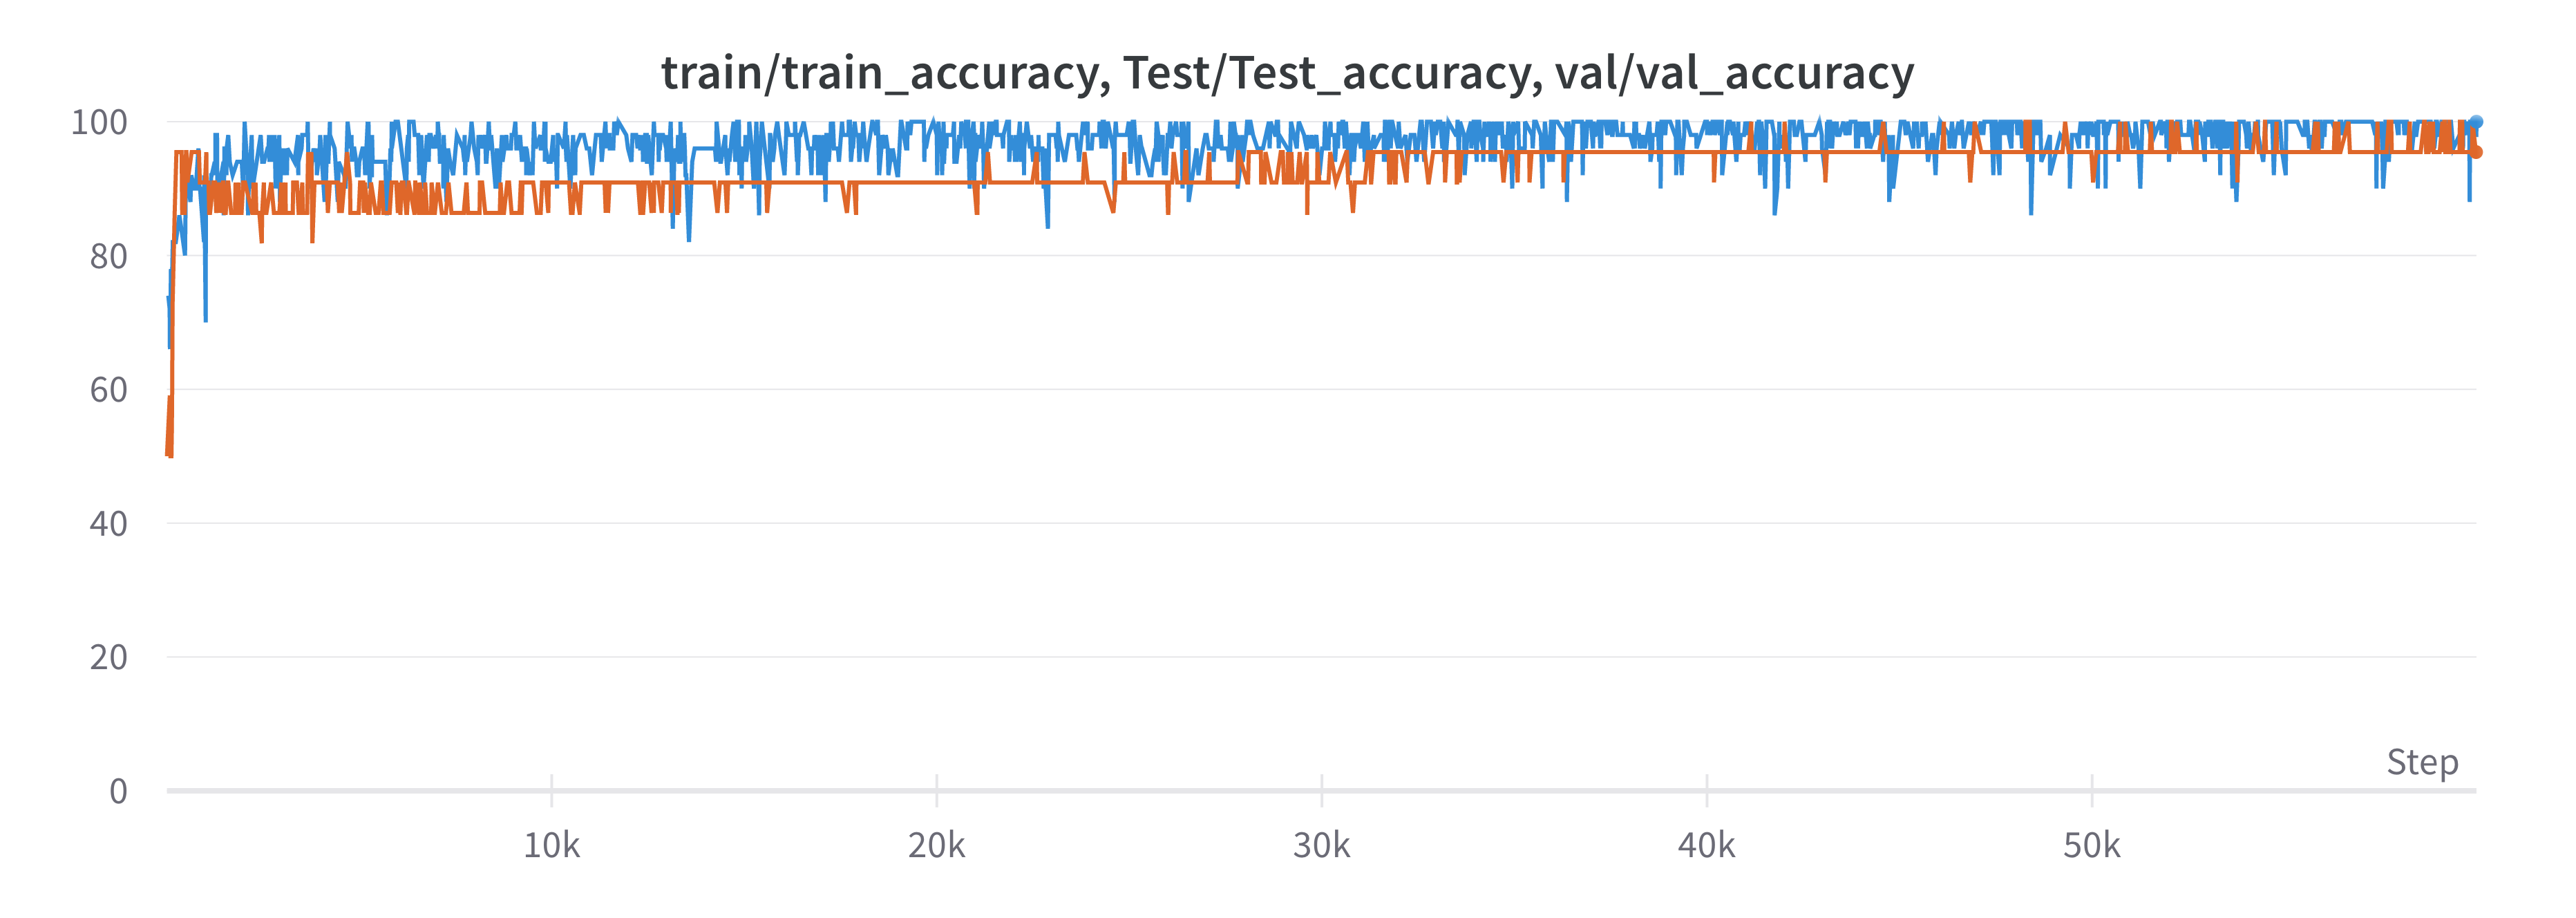 train/train_accuracy, Test/Test_accuracy, val/val_accuracy
100
80
60
40
20
0
Step
10k
20k
30k
40k
50k